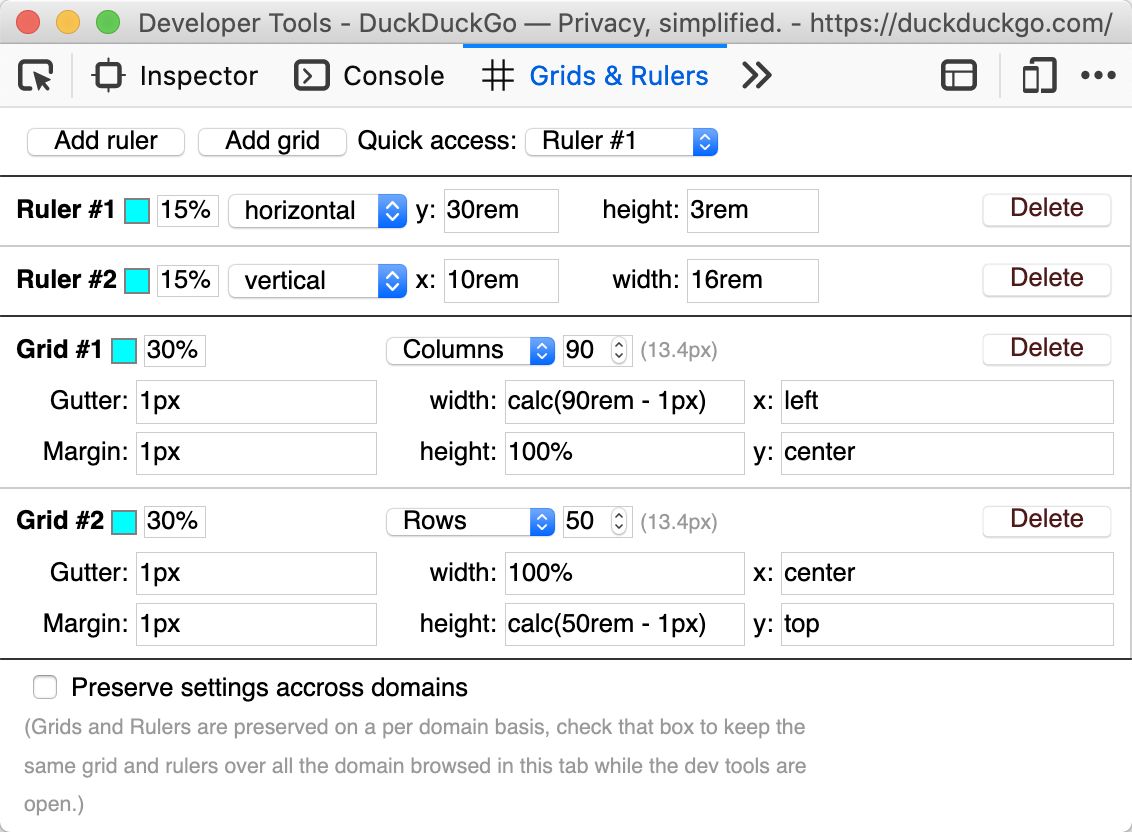 Developer Tools - DuckDuckGo — Privacy, simplified. - https://duckduckgo.com/
Inspector Console Grids & Rulers
Add ruler Add grid Quick access: Ruler #1
Ruler #1 15% horizontal y: 30rem height: 3rem Delete
Ruler #2 15% vertical x: 10rem width: 16rem Delete
Grid #1 30% Columns 90 (13.4px) Delete
Gutter: 1px width: calc(90rem - 1px) x: left
Margin: 1px height: 100% y: center
Grid #2 30% Rows 50 (13.4px) Delete
Gutter: 1px width: 100% x: center
Margin: 1px height: calc(50rem - 1px) y: top
Preserve settings accross domains
(Grids and Rulers are preserved on a per domain basis, check that box to keep the
same grid and rulers over all the domain browsed in this tab while the dev tools are
open.)